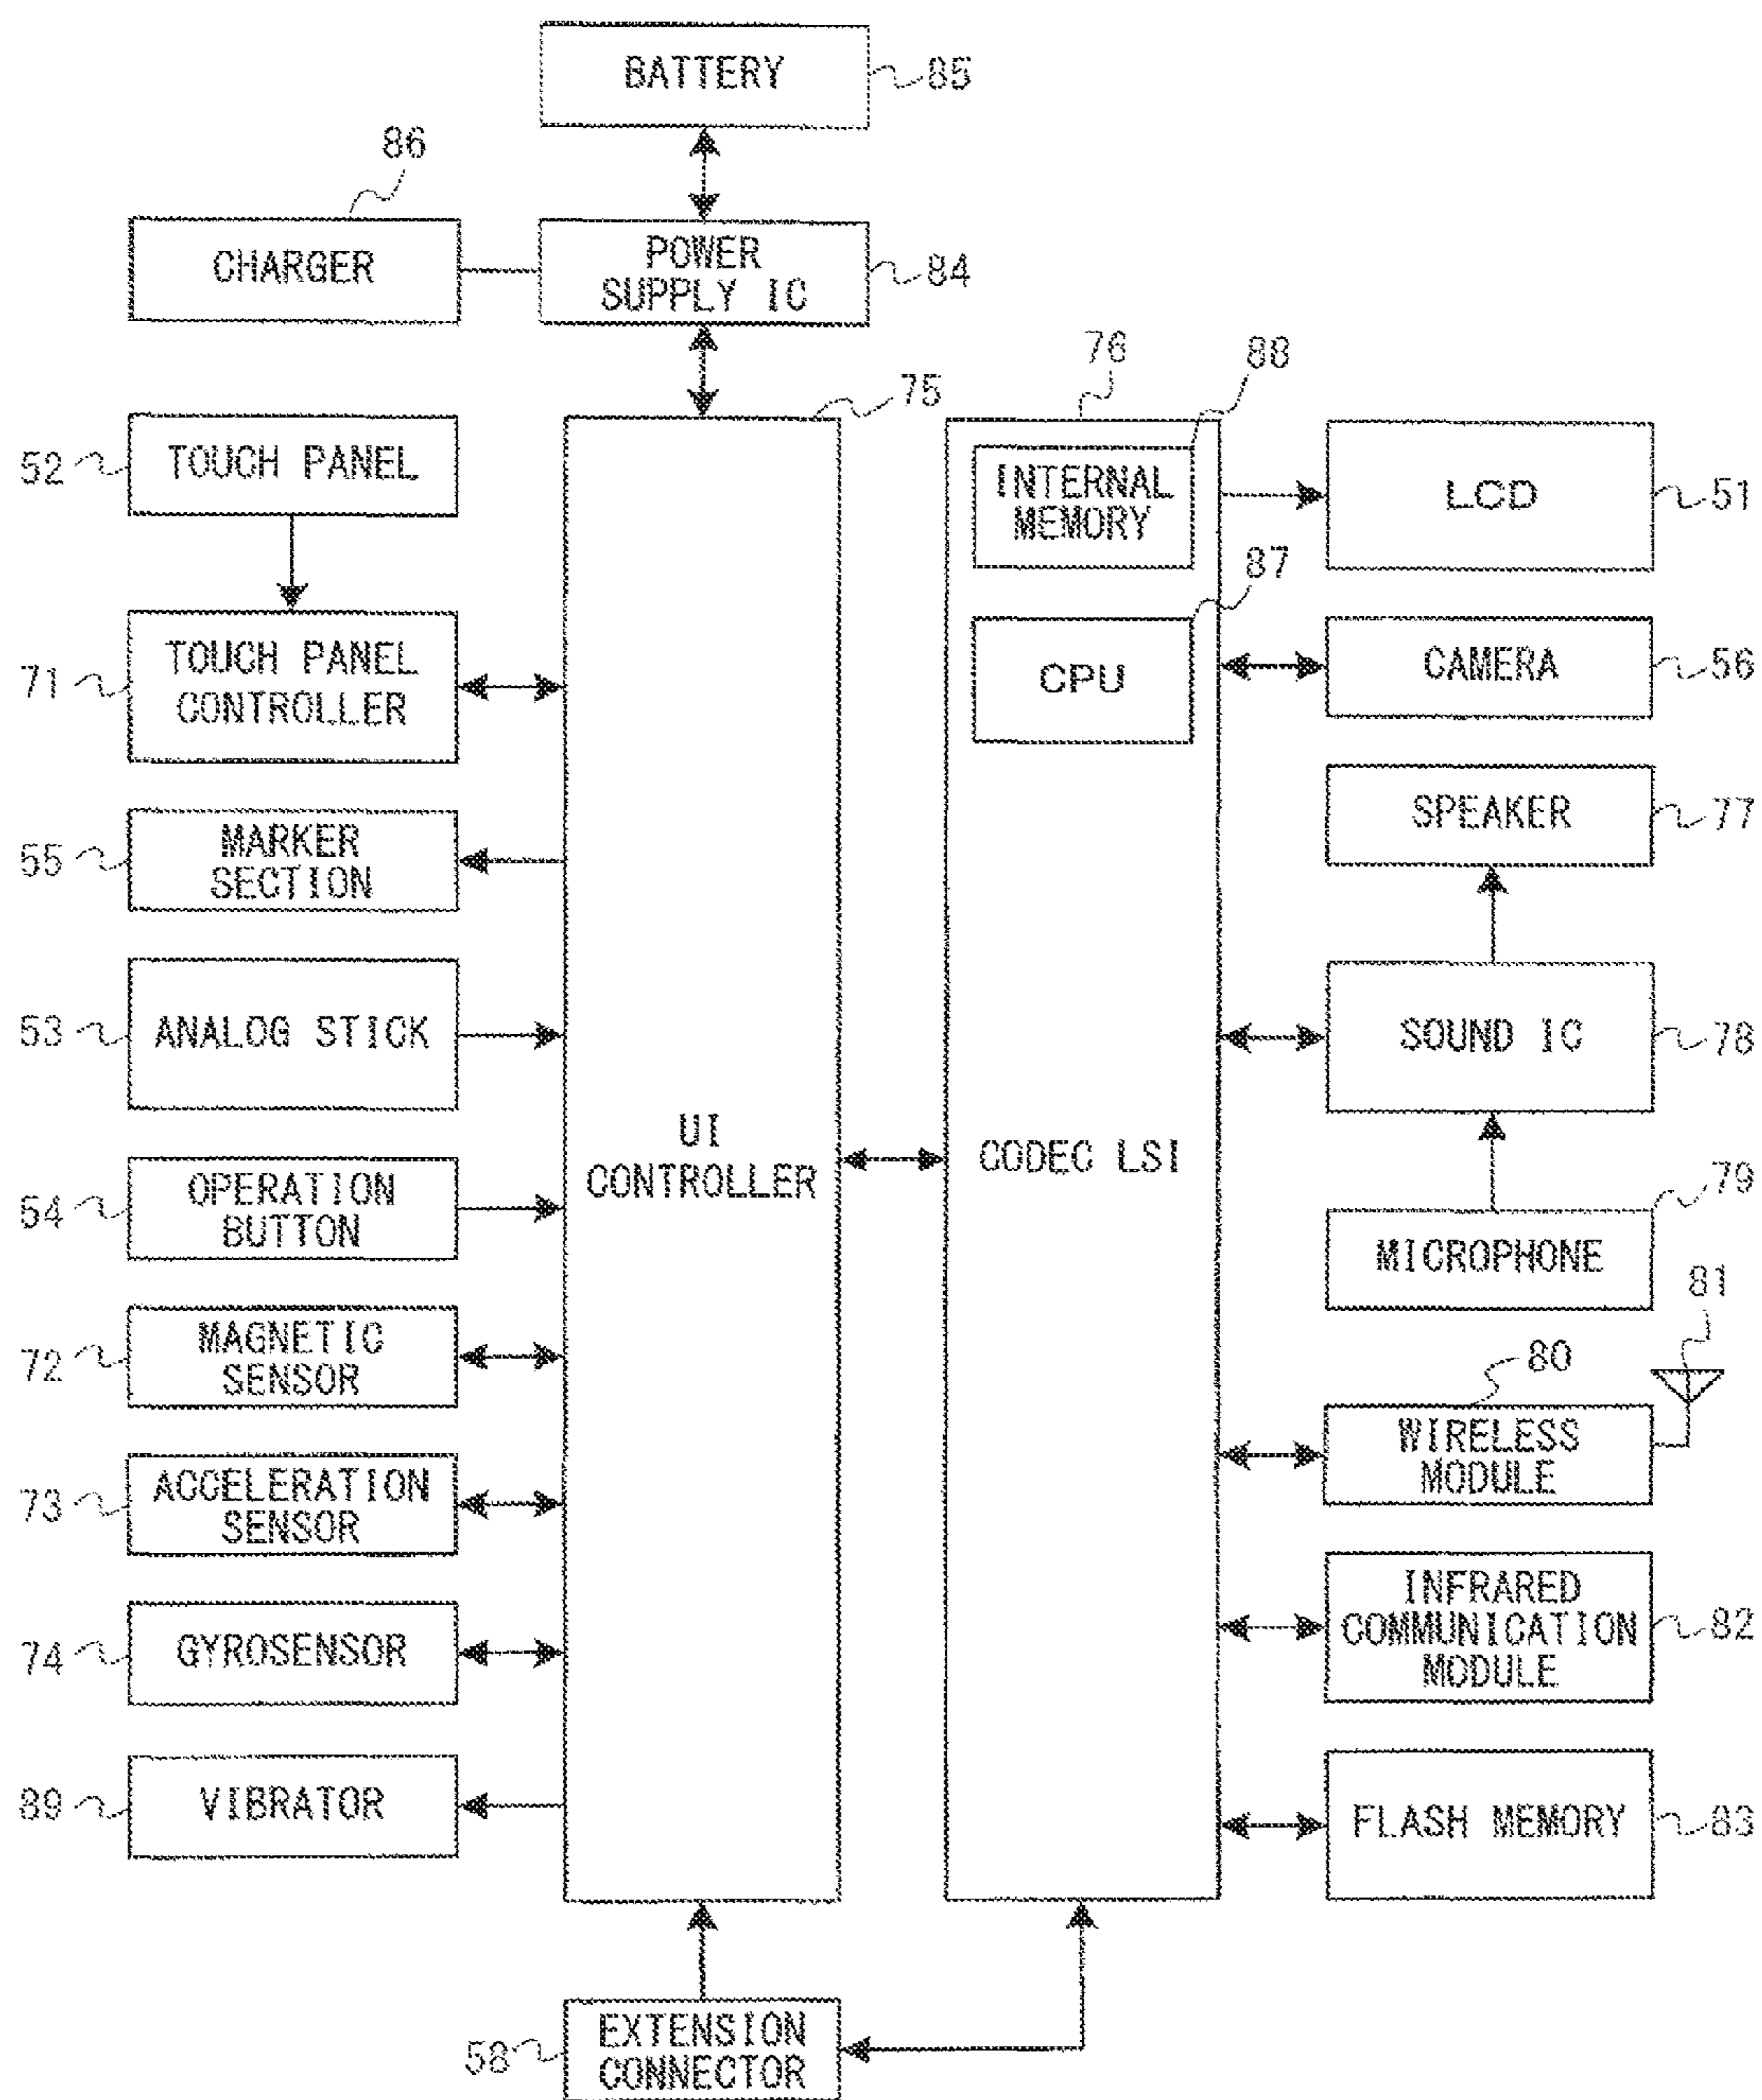 BATTERY
85
86
CHARGER
POWER
SUPPLY IC
84
75
76
88
52
TOUCH PANEL
INTERNAL
MEMORY
LCD
51
87
71
TOUCH PANEL
CONTROLLER
CPU
CAMERA
56
55
MARKER
SECTION
SPEAKER
77
53
ANALOG STICK
SOUND IC
78
UI
CONTROLLER
CODEC LSI
54
OPERATION
BUTTON
79
MICROPHONE
81
72
MAGNETIC
SENSOR
80
WIRELESS
MODULE
73
ACCELERATION
SENSOR
INFRARED
COMMUNICATION
MODULE
82
74
GYROSENSOR
89
VIBRATOR
FLASH MEMORY
83
58
EXTENSION
CONNECTOR